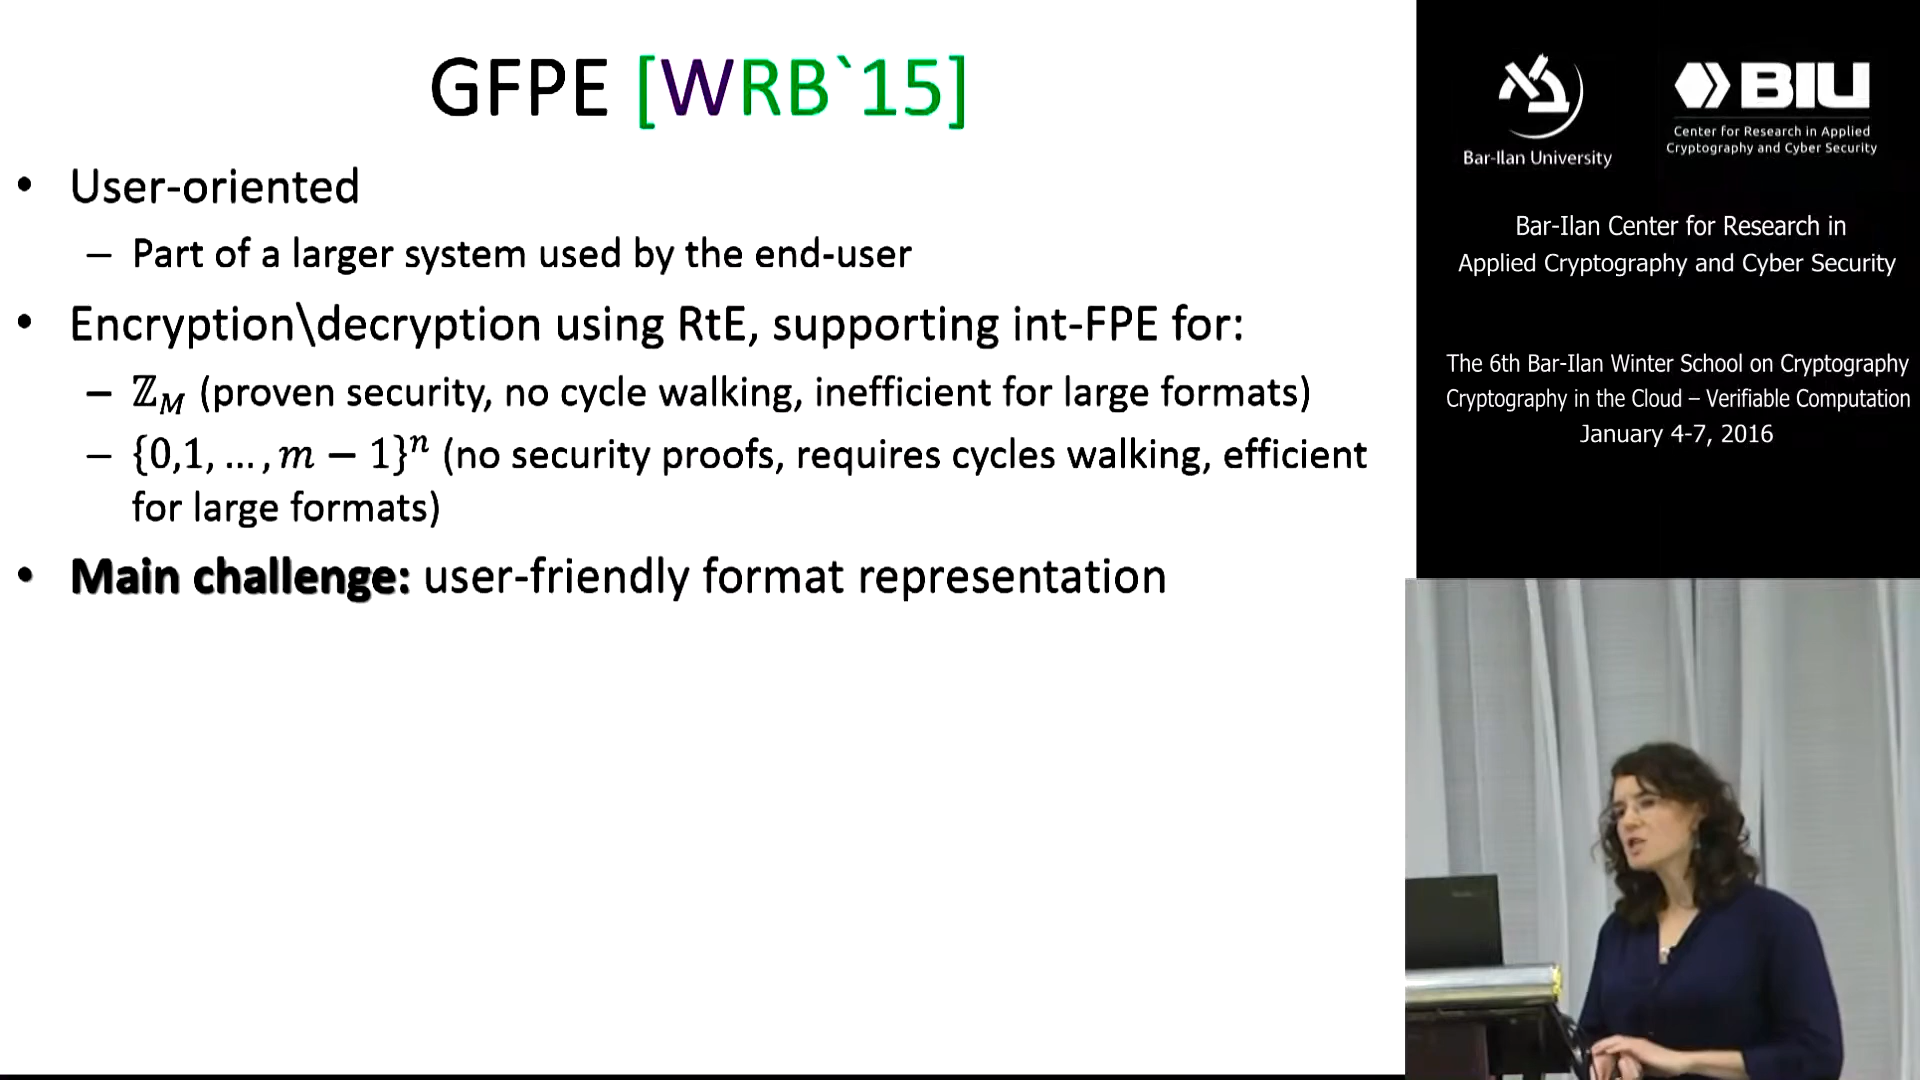 GFPE [WRB`15]
• User-oriented
– Part of a larger system used by the end-user
• Encryption\decryption using RtE, supporting int-FPE for:
– ℤ_M (proven security, no cycle walking, inefficient for large formats)
– {0,1, … , m − 1}ⁿ (no security proofs, requires cycles walking, efficient
for large formats)
• Main challenge: user-friendly format representation
Bar-Ilan University
BIU
Center for Research in Applied
Cryptography and Cyber Security
Bar-Ilan Center for Research in
Applied Cryptography and Cyber Security
The 6th Bar-Ilan Winter School on Cryptography
Cryptography in the Cloud – Verifiable Computation
January 4-7, 2016